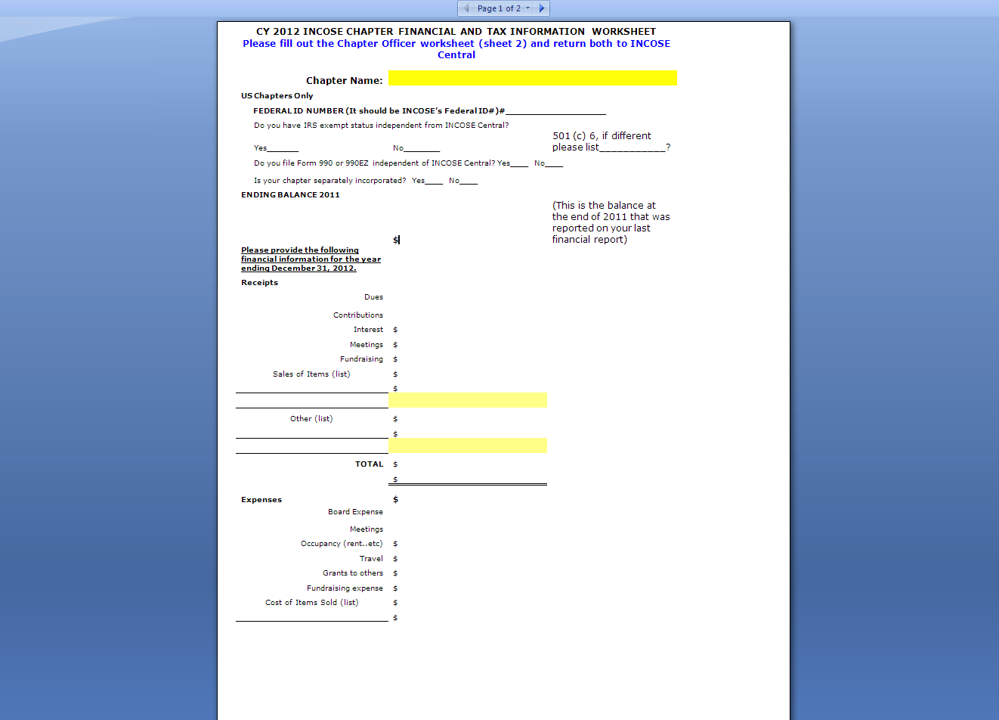 Page 1 of 2
CY 2012 INCOSE CHAPTER FINANCIAL AND TAX INFORMATION WORKSHEET
Please fill out the Chapter Officer worksheet (sheet 2) and return both to INCOSE
Central
Chapter Name:
US Chapters Only
FEDERAL ID NUMBER (It should be INCOSE's Federal ID#)#___________________
Do you have IRS exempt status independent from INCOSE Central?
501 (c) 6, if different
please list___________?
Yes_______ No________
Do you file Form 990 or 990EZ independent of INCOSE Central? Yes____ No____
Is your chapter separately incorporated? Yes____ No____
ENDING BALANCE 2011
(This is the balance at
the end of 2011 that was
reported on your last
financial report)
$
Please provide the following
financial information for the year
ending December 31, 2012.
Receipts
Dues
Contributions
Interest $
Meetings $
Fundraising $
Sales of Items (list) $
$
Other (list) $
$
TOTAL $
$
Expenses $
Board Expense
Meetings
Occupancy (rent..etc) $
Travel $
Grants to others $
Fundraising expense $
Cost of Items Sold (list) $
$